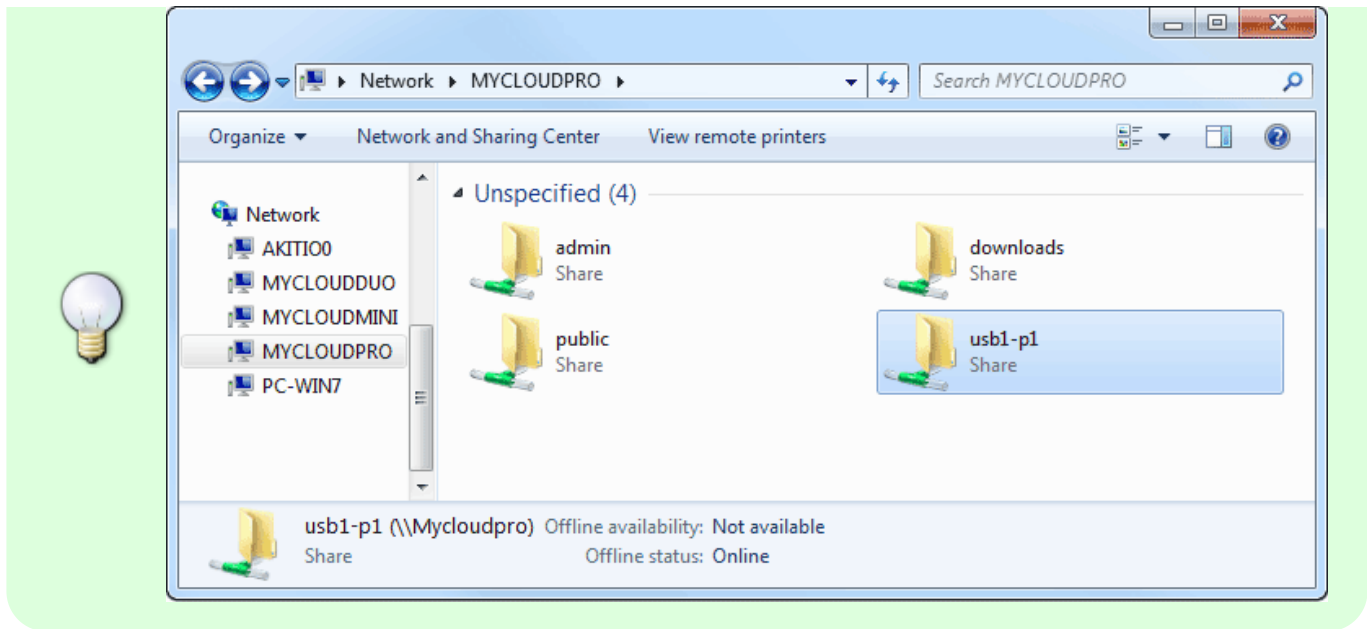 Network ▸ MYCLOUDPRO ▸
Search MYCLOUDPRO
Organize
Network and Sharing Center
View remote printers
Network
AKITIO0
MYCLOUDDUO
MYCLOUDMINI
MYCLOUDPRO
PC-WIN7
Unspecified (4)
admin
Share
downloads
Share
public
Share
usb1-p1
Share
usb1-p1 (\\Mycloudpro) Offline availability: Not available
Share Offline status: Online